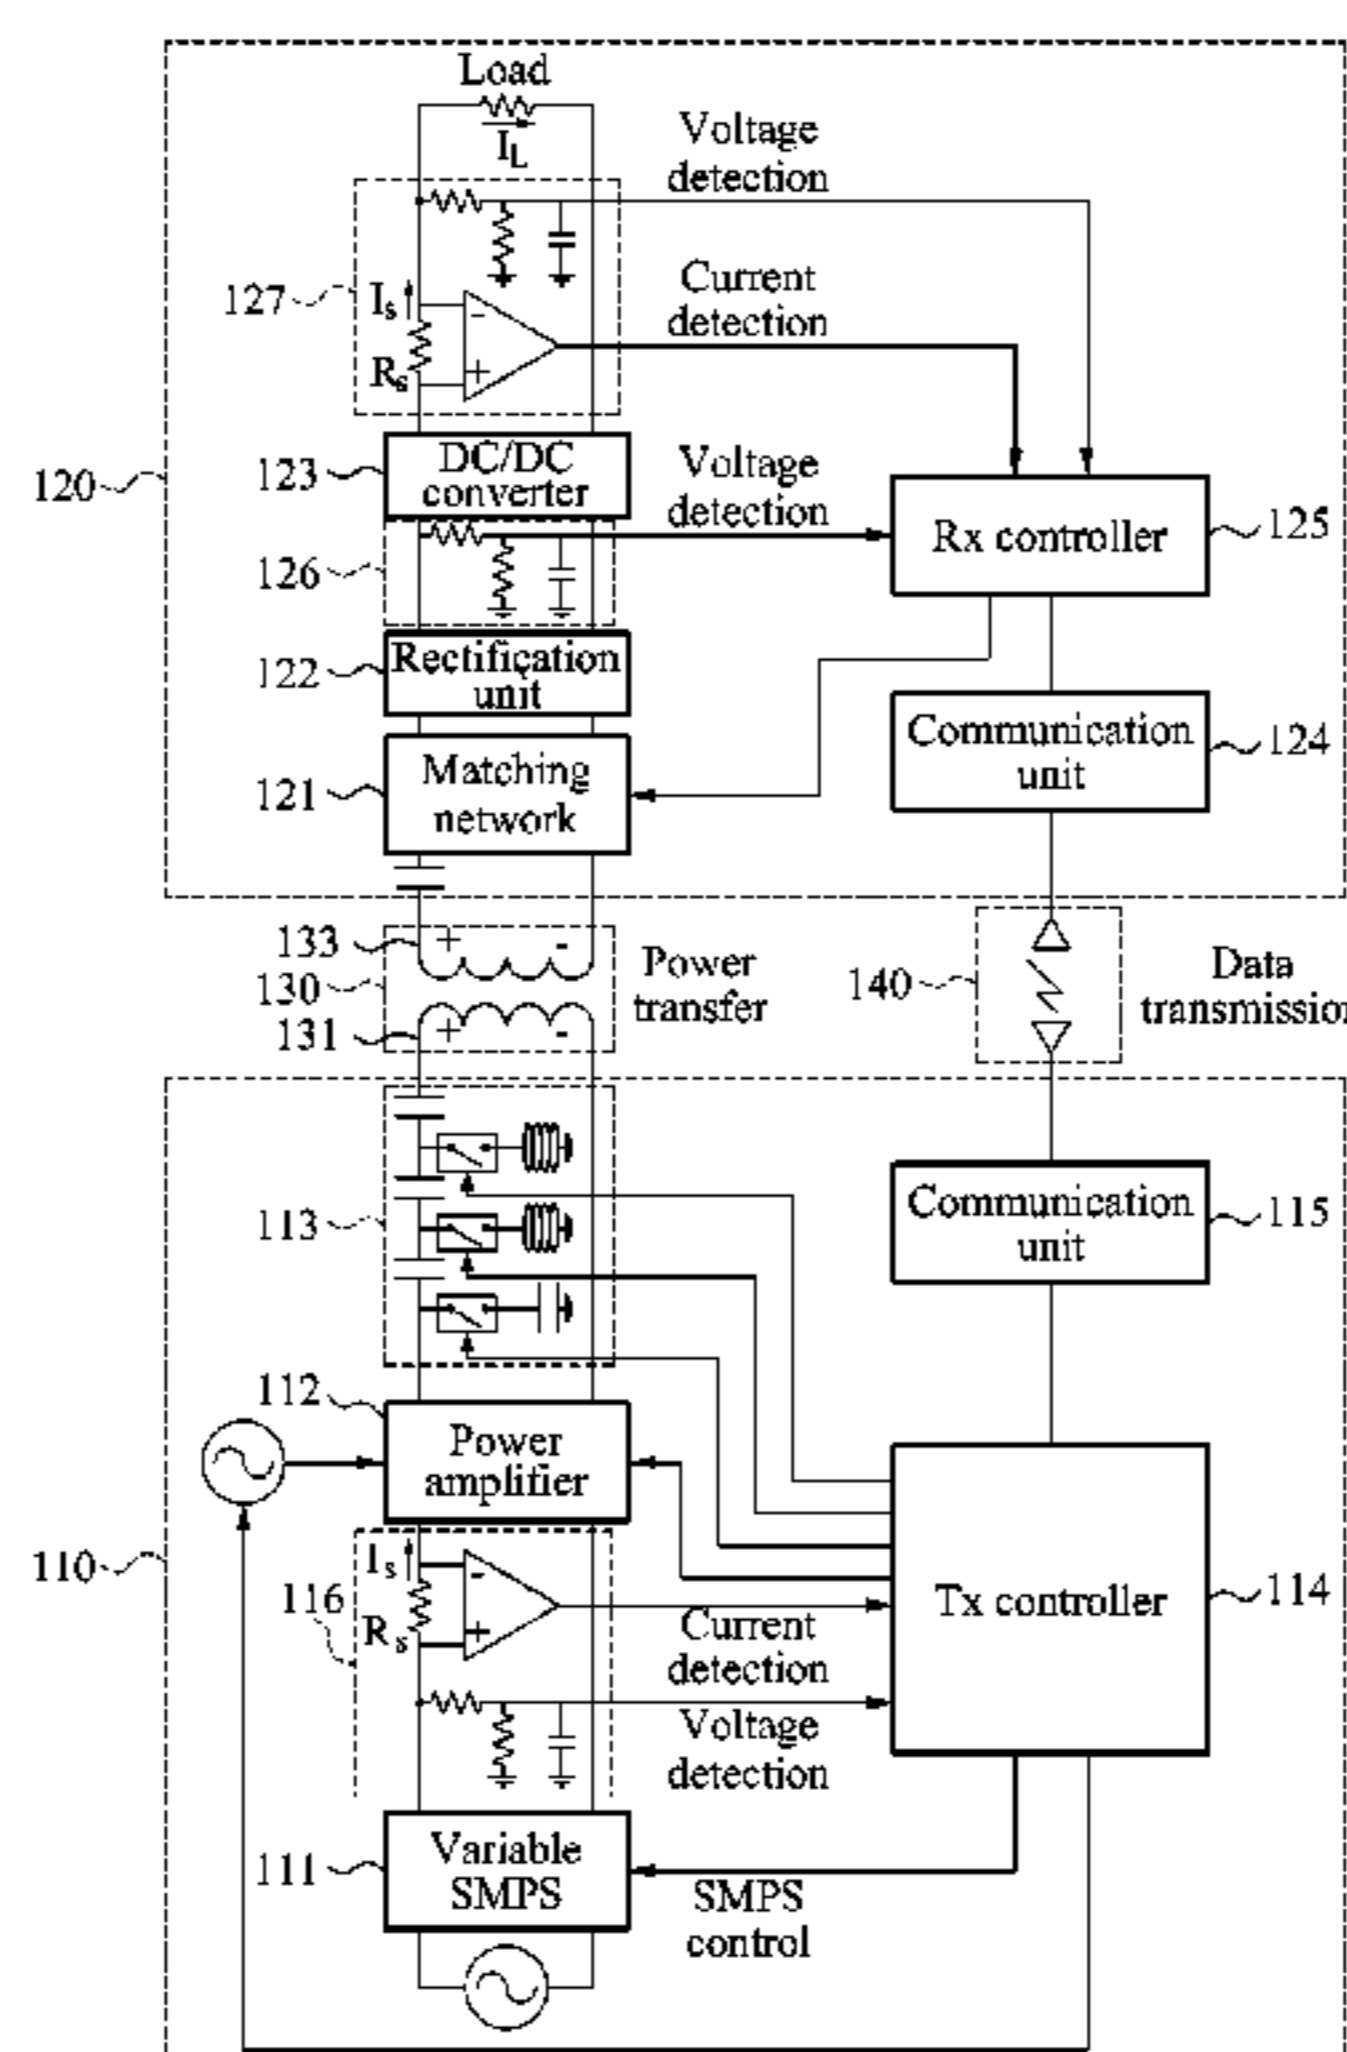 Load
I_L
Voltage
detection
127
I_s
Current
detection
-
R_s
+
123
DC/DC
converter
Voltage
detection
120
Rx controller
125
126
122
Rectification
unit
Communication
unit
124
121
Matching
network
133
+ -
130
Power
transfer
140
Data
transmission
131
+ -
113
Communication
unit
115
112
Power
amplifier
110
I_s
-
116
R_s
+
Tx controller
114
Current
detection
Voltage
detection
111
Variable
SMPS
SMPS
control